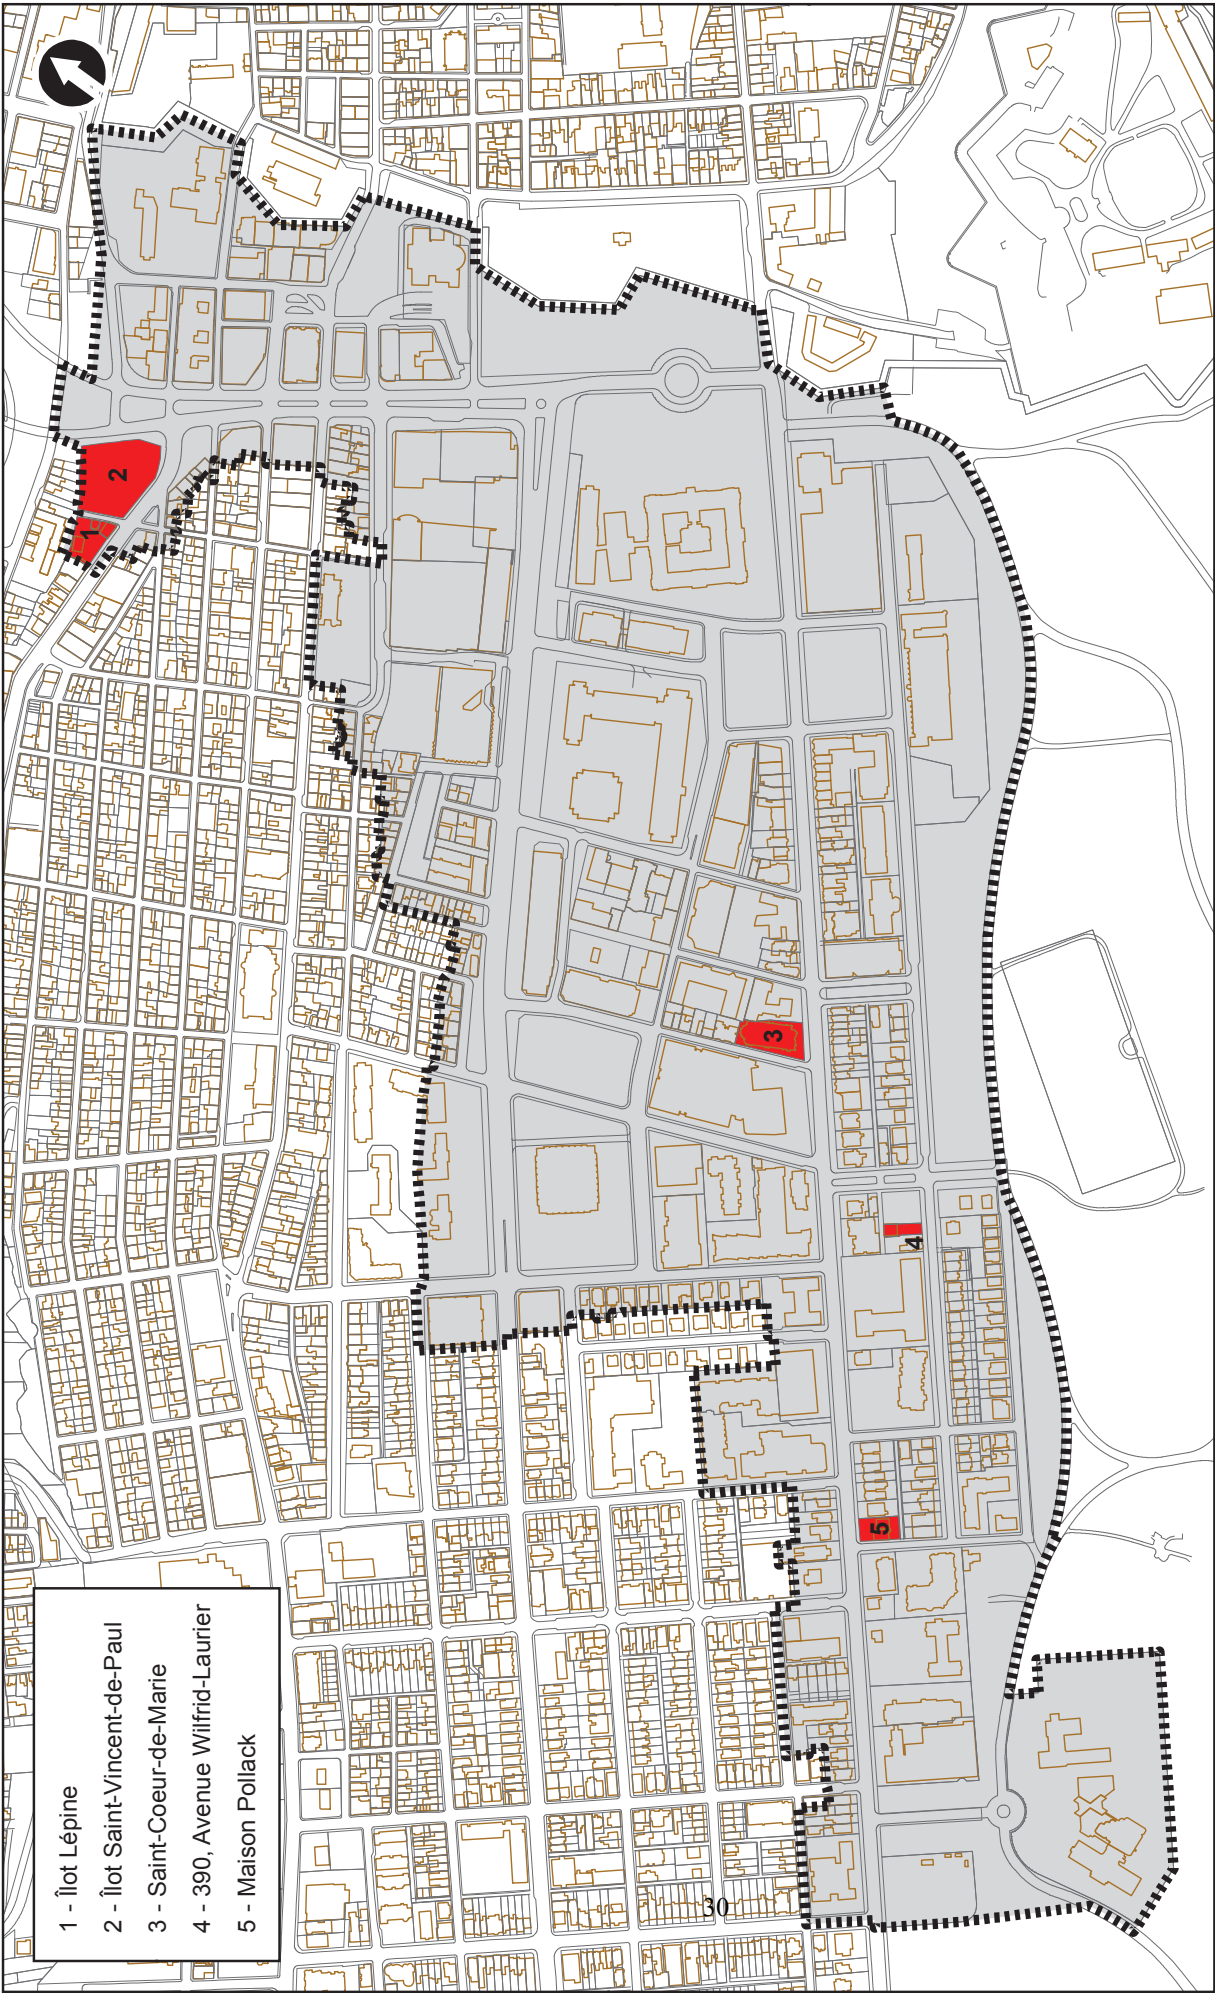 1 - Îlot Lépine
2 - Îlot Saint-Vincent-de-Paul
3 - Saint-Coeur-de-Marie
4 - 390, Avenue Wilfrid-Laurier
5 - Maison Pollack
1
2
3
4
5
30